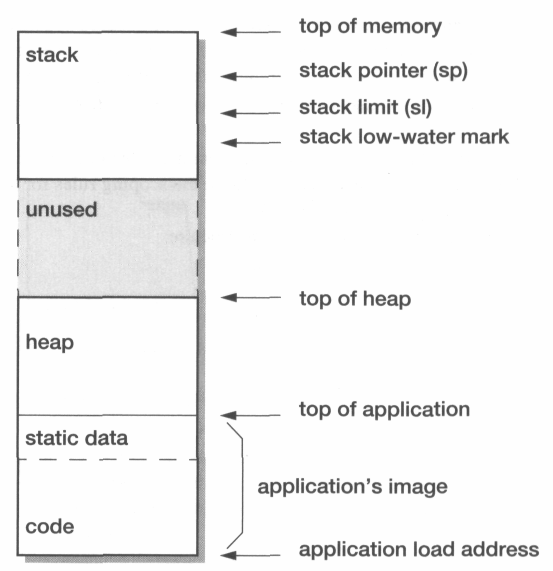 top of memory
stack
stack pointer (sp)
stack limit (sl)
stack low-water mark
unused
top of heap
heap
top of application
static data
application's image
code
application load address